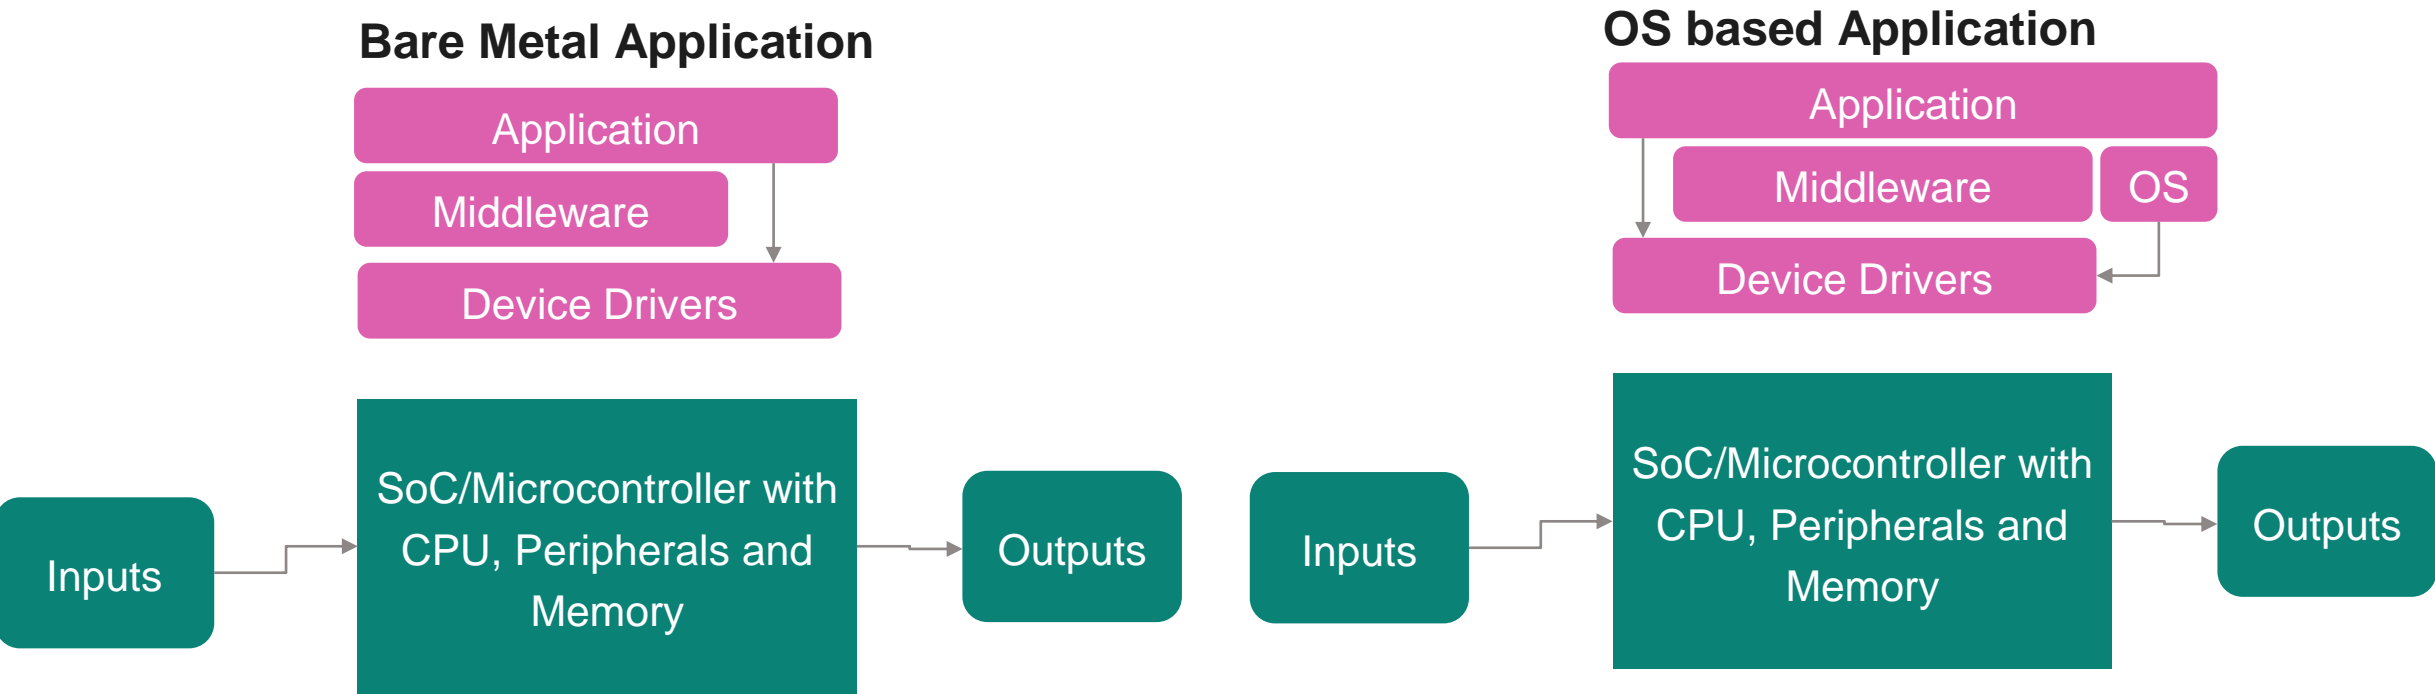 Bare Metal Application
Application
Middleware
Device Drivers
Inputs
SoC/Microcontroller with
CPU, Peripherals and
Memory
Outputs
OS based Application
Application
Middleware
OS
Device Drivers
Inputs
SoC/Microcontroller with
CPU, Peripherals and
Memory
Outputs